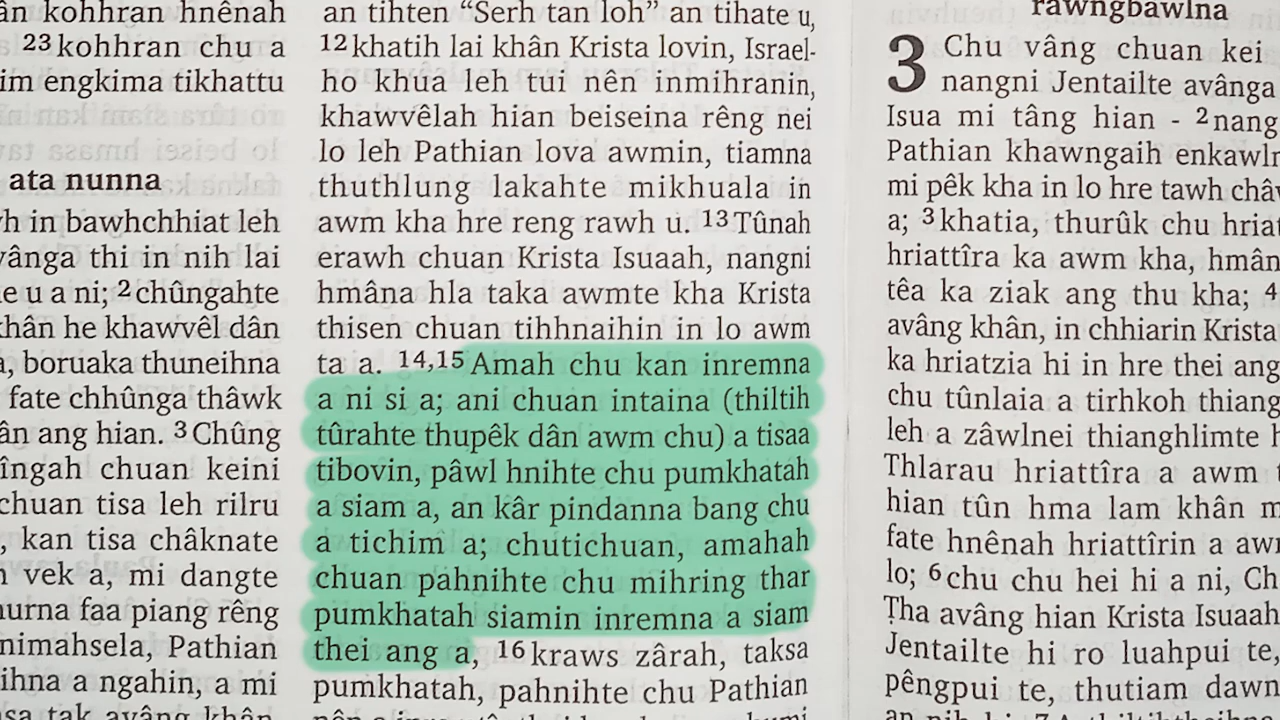 kohhran hnênah
23 kohhran chu a
engkima tikhattu
ata nunna
in bawhchhiat leh
thi in nih lai
u a ni; 2 chûngahte
khân he khawvêl dân
boruaka thuneihna
fate chhûnga thâwk
ang hian. 3 Chûng
chuan keini
chuan tisa leh rilru
kan tisa châknate
vek a, mi dangte
faa piang rêng
nimahsela, Pathian
a ngahin, a mi
tak avâng khân,
an tihten “Serh tan loh” an tihate u,
12 khatih lai khân Krista lovin, Israel-
ho khua leh tui nên inmihranin,
khawvêlah hian beiseina rêng nei
lo leh Pathian lova awmin, tiamna
thuthlung lakahte mikhuala in
awm kha hre reng rawh u. 13 Tûnah
erawh chuan Krista Isuaah, nangni
hmâna hla taka awmte kha Krista
thisen chuan tihhnaihin in lo awm
ta a. 14,15 Amah chu kan inremna
a ni si a; ani chuan intaina (thiltih
tûrahte thupêk dân awm chu) a tisaa
tibovin, pâwl hnihte chu pumkhatah
a siam a, an kâr pindanna bang chu
a tichim a; chutichuan, amahah
chuan pahnihte chu mihring thar
pumkhatah siamin inremna a siam
thei ang a, 16 kraws zârah, taksa
pumkhatah, pahnihte chu Pathian
rawngbawlna
3 Chu vâng chuan kei
nangni Jentailte avânga
Isua mi tâng hian - 2 nang
Pathian khawngaih
mi pêk kha in lo hre tawh
a; 3 khatia, thurûk chu
hriattîra ka awm kha,
têa ka ziak ang thu kha; 4
avâng khân, in chhiarin Krista
ka hriatzia hi in hre thei ang
chu tûnlaia a tirhkoh
leh a zâwlnei thianghlimte
Thlarau hriattîra a awm
hian tûn hma lam khân
fate hnênah hriattîrin a
lo; 6 chu chu hei hi a ni,
Ṭha avâng hian Krista Isuaah
Jentailte hi ro luahpui te,
pêngpui te, thutiam